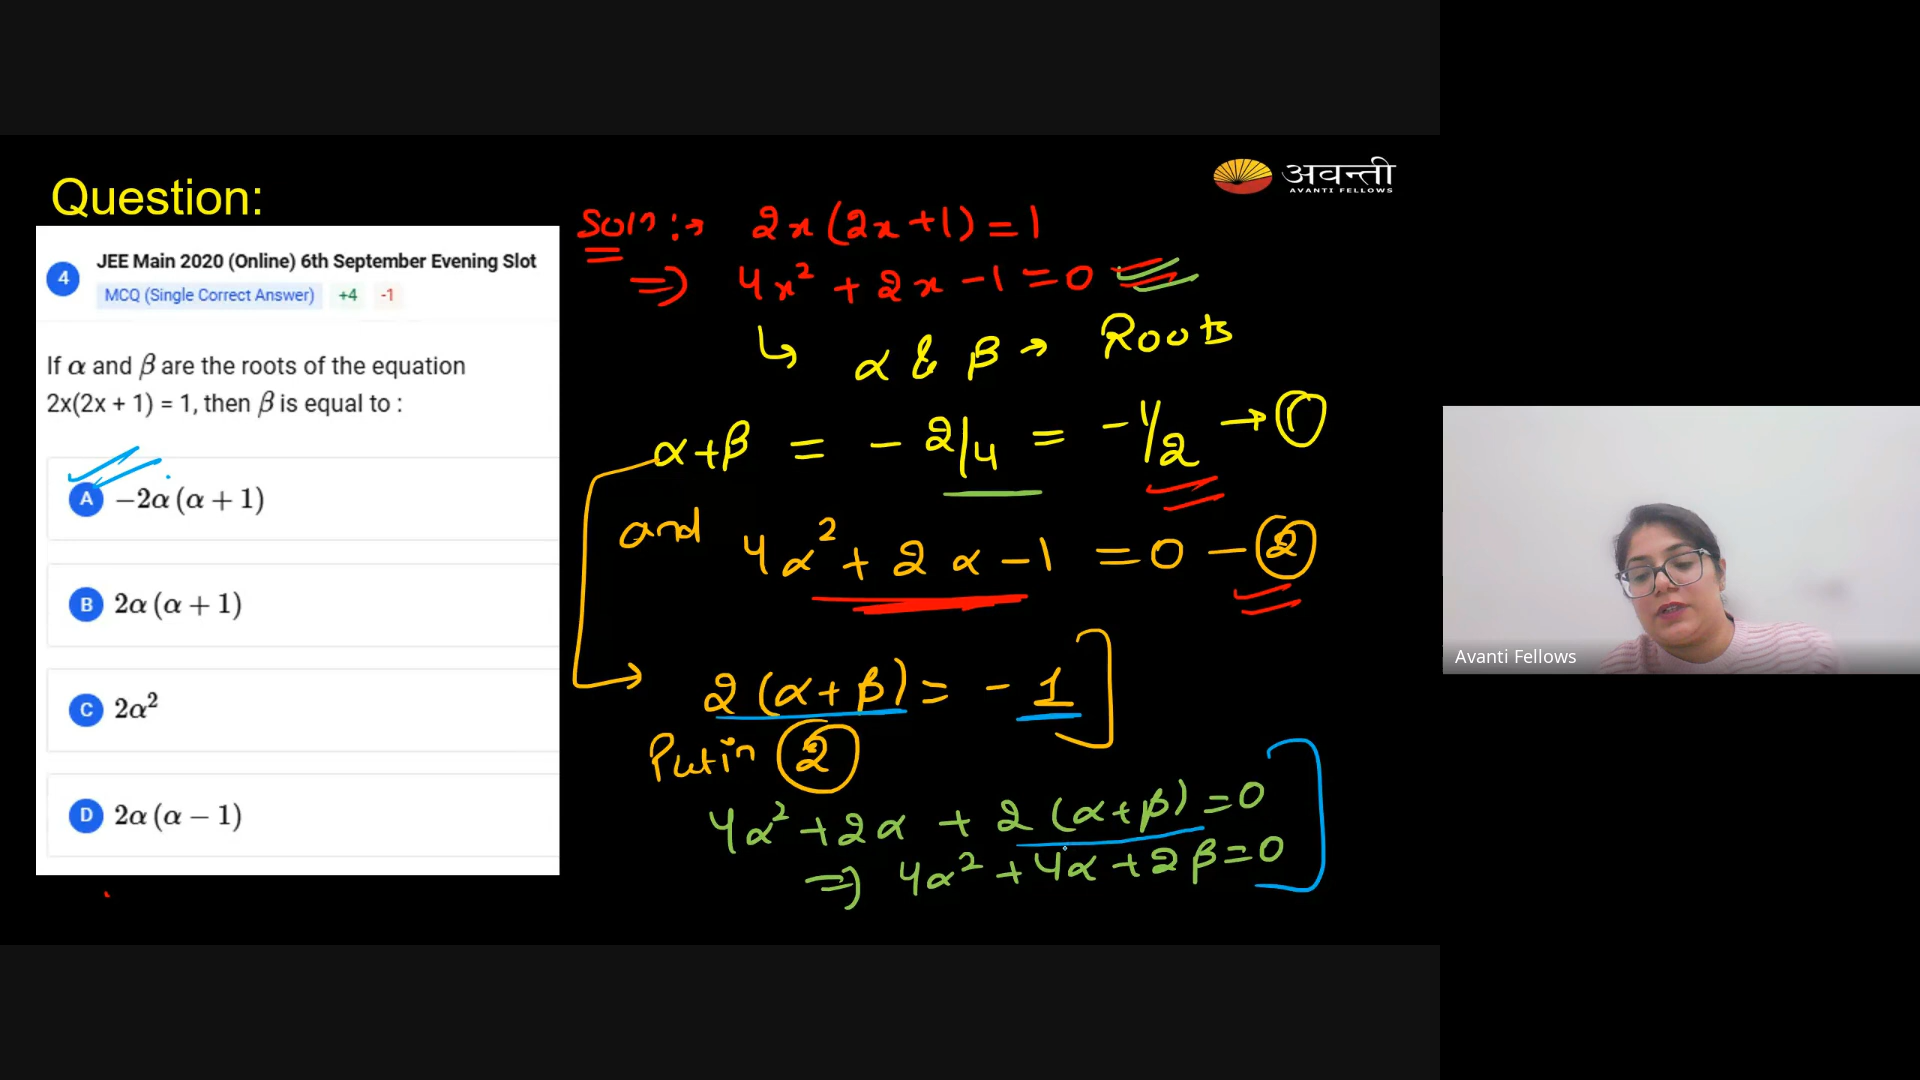 Question:
अवन्ती
AVANTI FELLOWS
4
JEE Main 2020 (Online) 6th September Evening Slot
MCQ (Single Correct Answer) +4 -1
If α and β are the roots of the equation
2x(2x + 1) = 1, then β is equal to :
A −2α (α + 1)
B 2α (α + 1)
C 2α²
D 2α (α − 1)
Soln :→ 2x (2x + 1) = 1
⇒ 4x² + 2x - 1 = 0
↳ α & β → Roots
α + β = - 2/4 = - 1/2 → ①
and 4α² + 2α - 1 = 0 - ②
2 (α + β) = - 1
Put in ②
4α² + 2α + 2 (α + β) = 0
⇒ 4α² + 4α + 2β = 0
Avanti Fellows